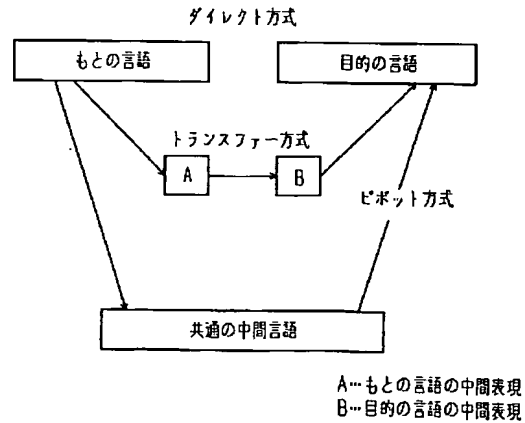 ダイレクト方式
もとの言語
目的の言語
トランスファー方式
A
B
ピボット方式
共通の中間言語
A…もとの言語の中間表現
B…目的の言語の中間表現